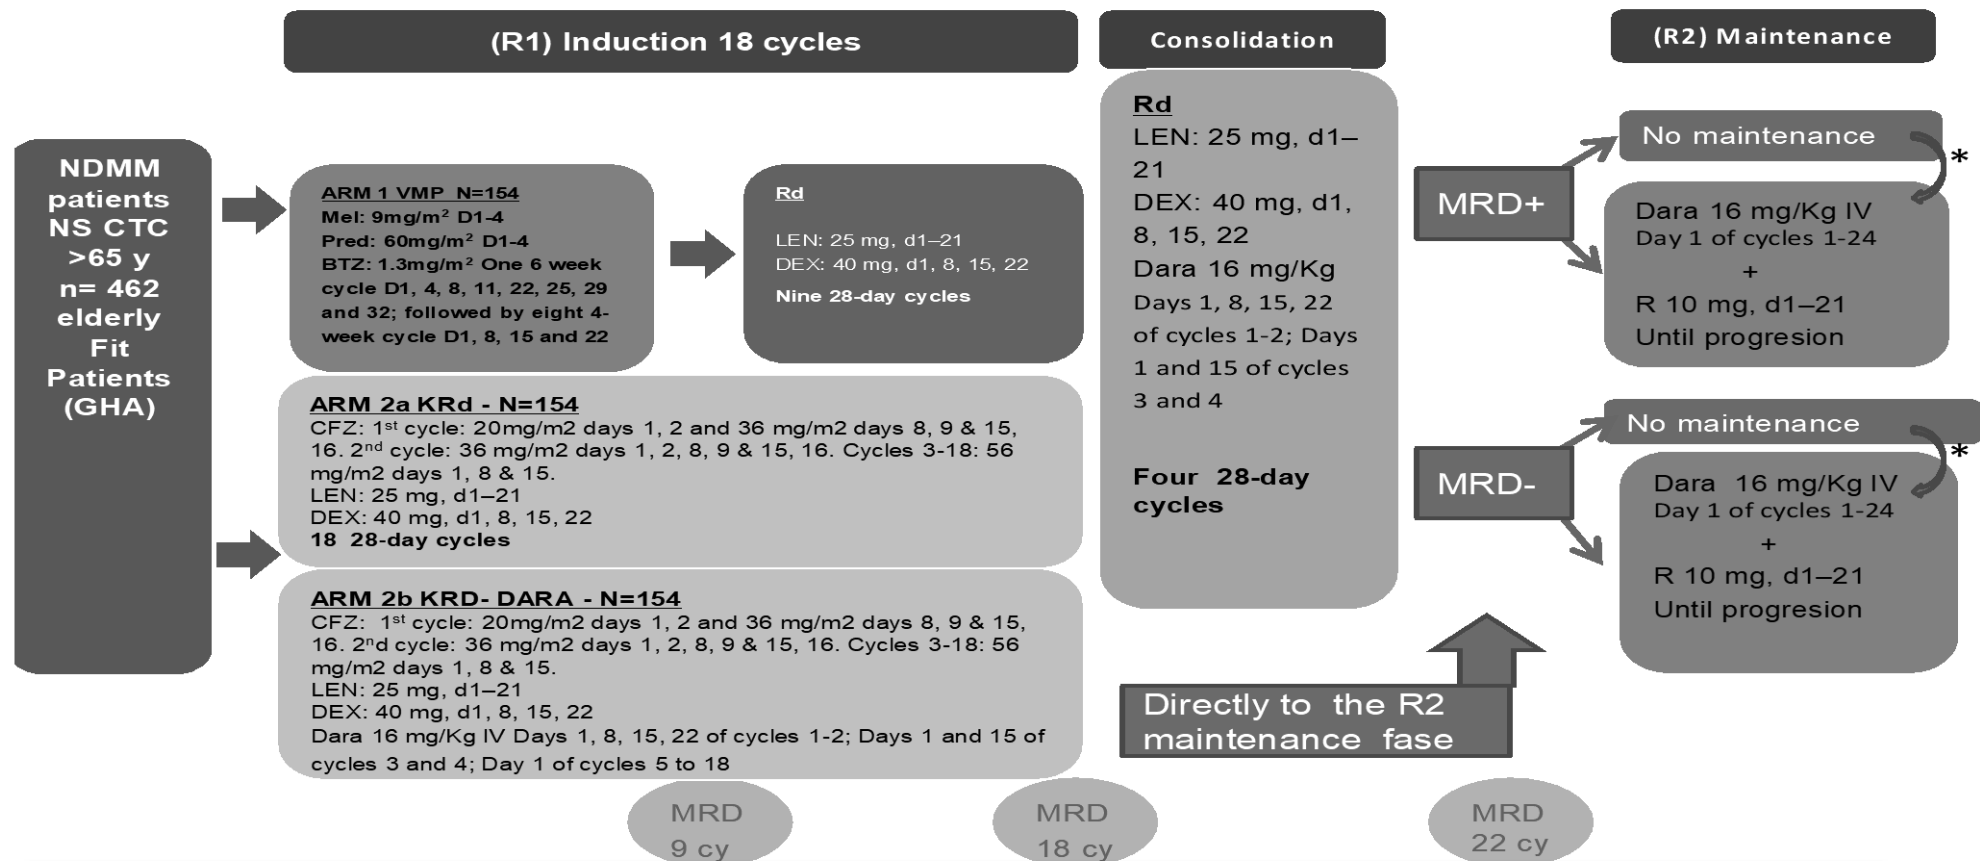 (R1) Induction 18 cycles
Consolidation
(R2) Maintenance
NDMM
patients
NS CTC
>65 y
n= 462
elderly
Fit
Patients
(GHA)
ARM 1 VMP  N=154
Mel: 9mg/m² D1-4
Pred: 60mg/m² D1-4
BTZ: 1.3mg/m² One 6 week
cycle D1, 4, 8, 11, 22, 25, 29
and 32; followed by eight 4-
week cycle D1, 8, 15 and 22
Rd
LEN: 25 mg, d1–21
DEX: 40 mg, d1, 8, 15, 22
Nine 28-day cycles
ARM 2a KRd - N=154
CFZ: 1st cycle: 20mg/m2 days 1, 2 and 36 mg/m2 days 8, 9 & 15,
16. 2nd cycle: 36 mg/m2 days 1, 2, 8, 9 & 15, 16. Cycles 3-18: 56
mg/m2 days 1, 8 & 15.
LEN: 25 mg, d1–21
DEX: 40 mg, d1, 8, 15, 22
18  28-day cycles
ARM 2b KRD- DARA - N=154
CFZ:  1st cycle: 20mg/m2 days 1, 2 and 36 mg/m2 days 8, 9 & 15,
16. 2nd cycle: 36 mg/m2 days 1, 2, 8, 9 & 15, 16. Cycles 3-18: 56
mg/m2 days 1, 8 & 15.
LEN: 25 mg, d1–21
DEX: 40 mg, d1, 8, 15, 22
Dara 16 mg/Kg IV Days 1, 8, 15, 22 of cycles 1-2; Days 1 and 15 of
cycles 3 and 4; Day 1 of cycles 5 to 18
Rd
LEN: 25 mg, d1–
21
DEX: 40 mg, d1,
8, 15, 22
Dara 16 mg/Kg
Days 1, 8, 15, 22
of cycles 1-2; Days
1 and 15 of cycles
3 and 4
Four  28-day
cycles
MRD+
No maintenance
*
Dara 16 mg/Kg IV
Day 1 of cycles 1-24
+
R 10 mg, d1–21
Until progresion
MRD-
No maintenance
*
Dara  16 mg/Kg IV
Day 1 of cycles 1-24
+
R 10 mg, d1–21
Until progresion
Directly to  the R2
maintenance  fase
MRD
9 cy
MRD
18 cy
MRD
22 cy